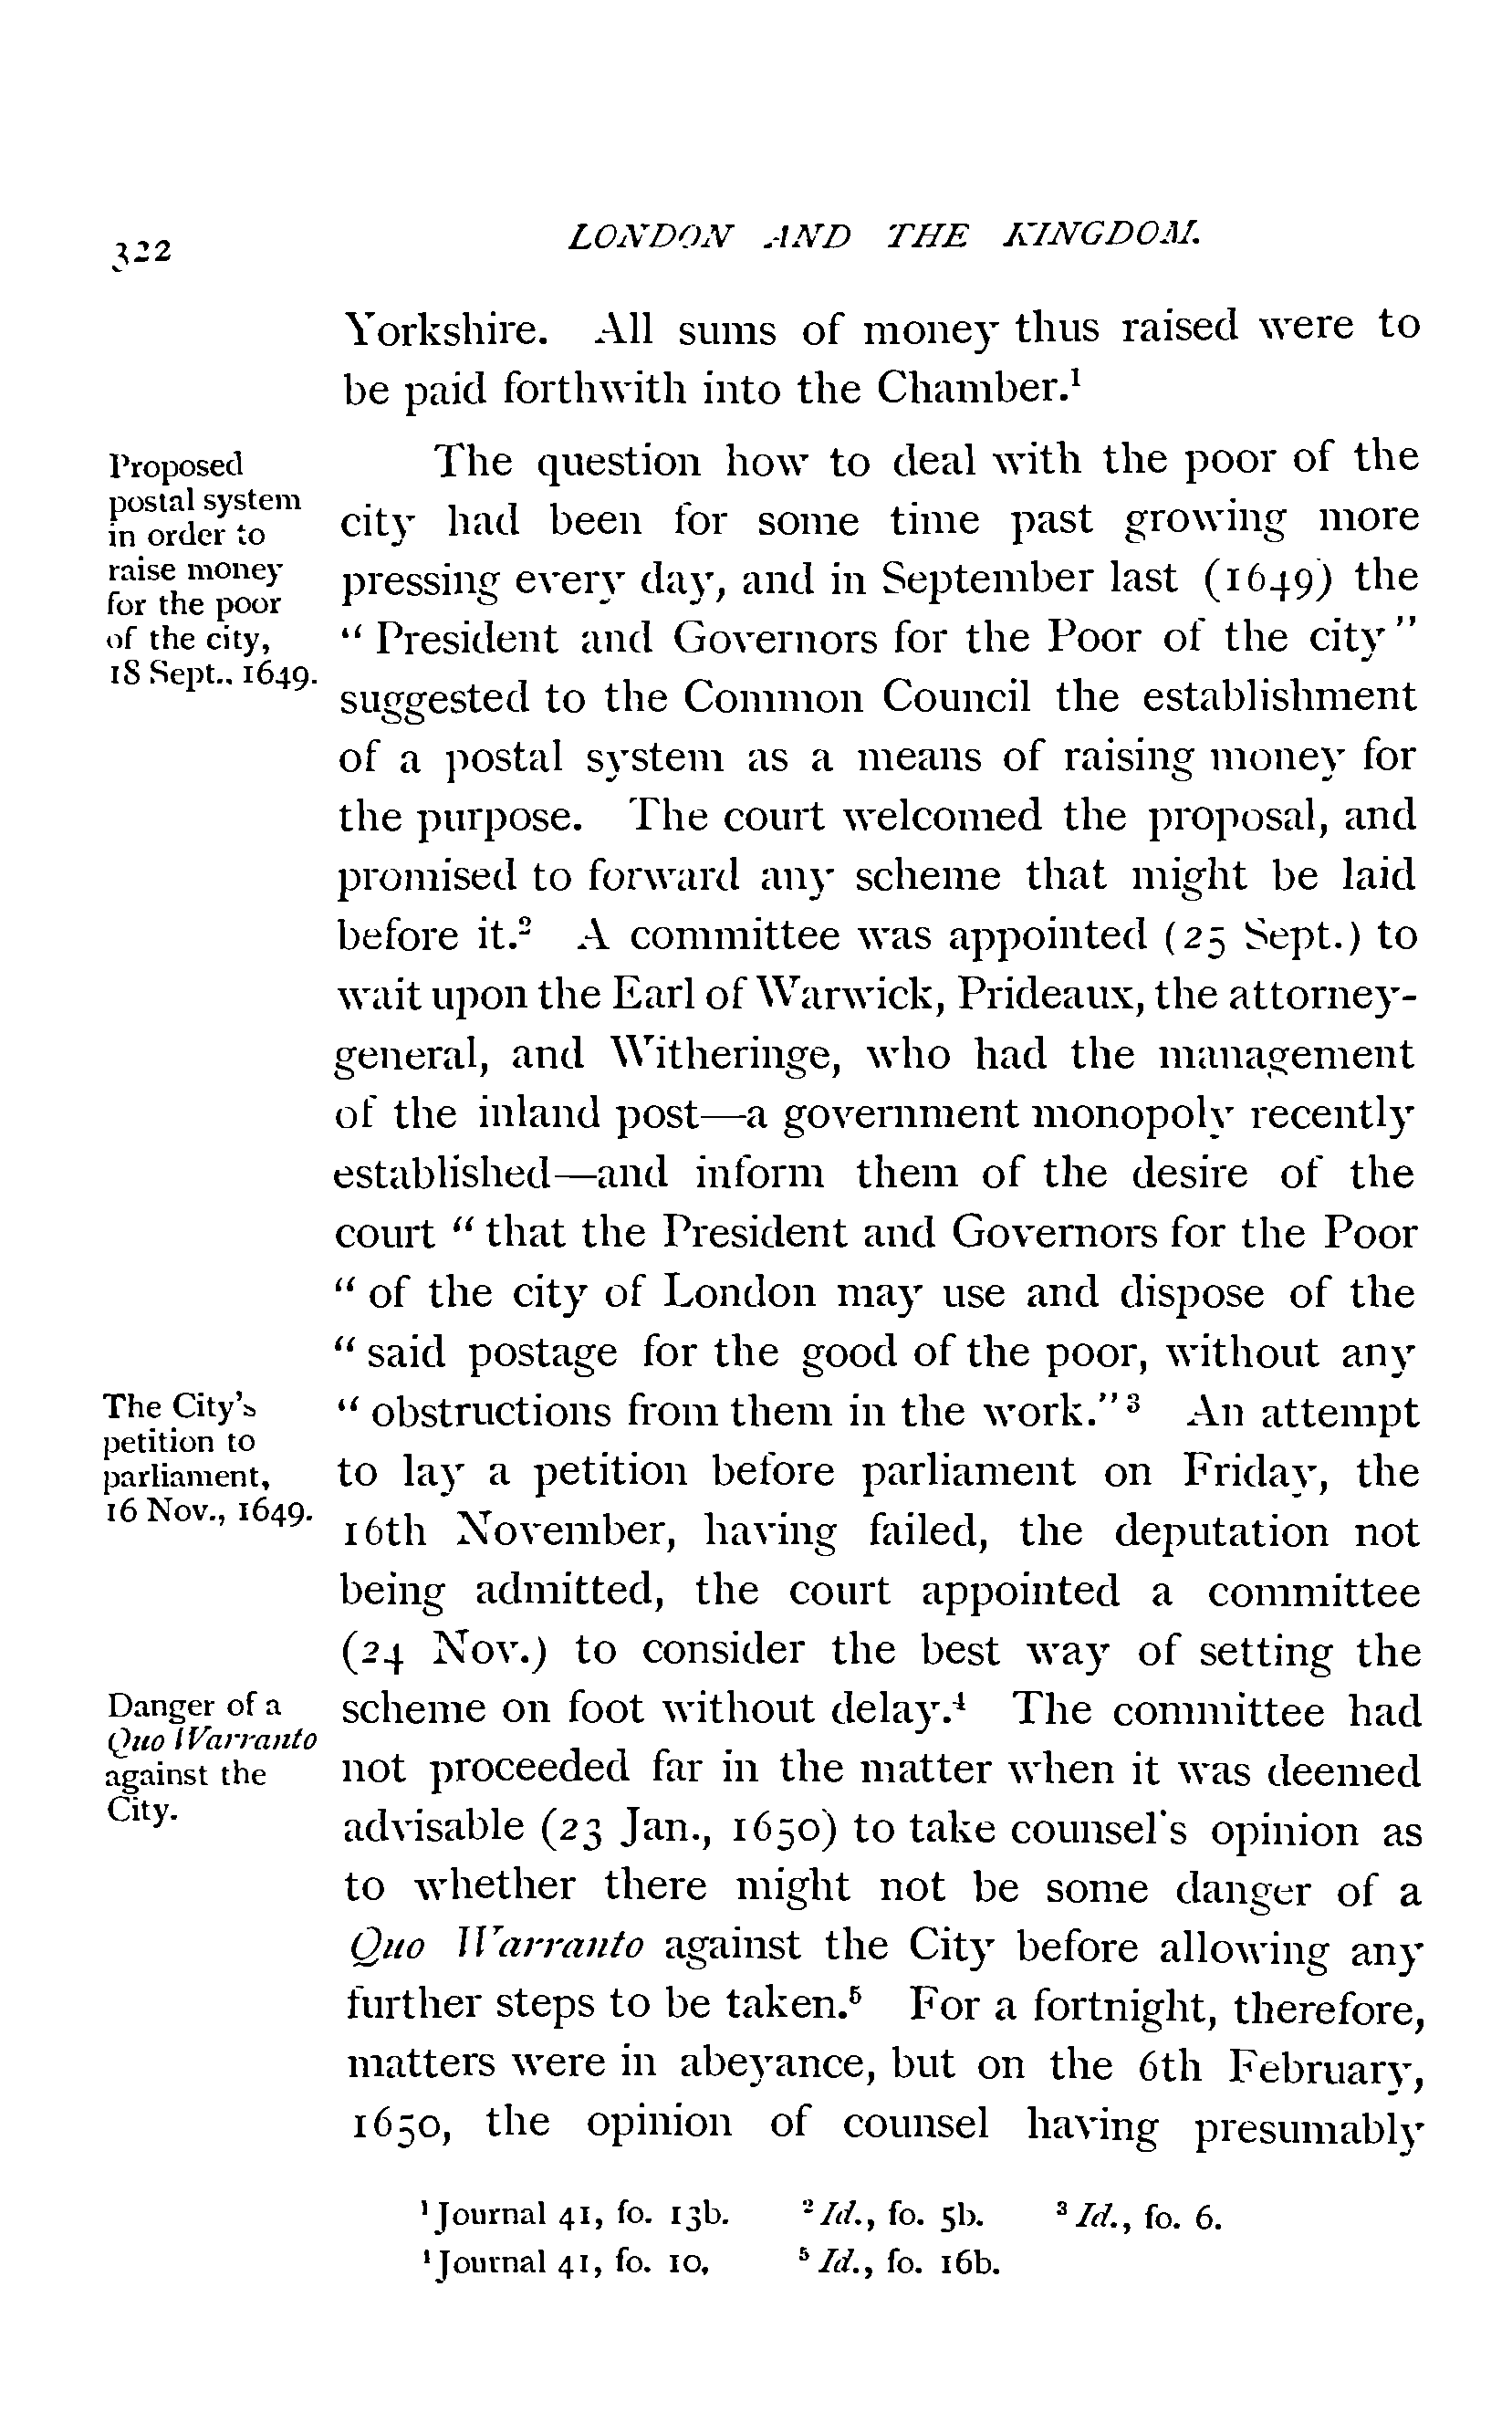 322
LONDON AND THE KINGDOM.
Yorkshire. All sums of money thus raised were to
be paid forthwith into the Chamber.¹
Proposed
postal system
in order to
raise money
for the poor
of the city,
18 Sept., 1649.
The question how to deal with the poor of the
city had been for some time past growing more
pressing every day, and in September last (1649) the
" President and Governors for the Poor of the city"
suggested to the Common Council the establishment
of a postal system as a means of raising money for
the purpose. The court welcomed the proposal, and
promised to forward any scheme that might be laid
before it.² A committee was appointed (25 Sept.) to
wait upon the Earl of Warwick, Prideaux, the attorney-
general, and Witheringe, who had the management
of the inland post—a government monopoly recently
established—and inform them of the desire of the
court "that the President and Governors for the Poor
" of the city of London may use and dispose of the
" said postage for the good of the poor, without any
The City's
petition to
parliament,
16 Nov., 1649.
" obstructions from them in the work."³ An attempt
to lay a petition before parliament on Friday, the
16th November, having failed, the deputation not
being admitted, the court appointed a committee
(24 Nov.) to consider the best way of setting the
Danger of a
Quo Warranto
against the
City.
scheme on foot without delay.⁴ The committee had
not proceeded far in the matter when it was deemed
advisable (23 Jan., 1650) to take counsel's opinion as
to whether there might not be some danger of a
Quo Warranto against the City before allowing any
further steps to be taken.⁵ For a fortnight, therefore,
matters were in abeyance, but on the 6th February,
1650, the opinion of counsel having presumably
¹ Journal 41, fo. 13b. ² Id., fo. 5b. ³ Id., fo. 6.
⁴ Journal 41, fo. 10, ⁵ Id., fo. 16b.